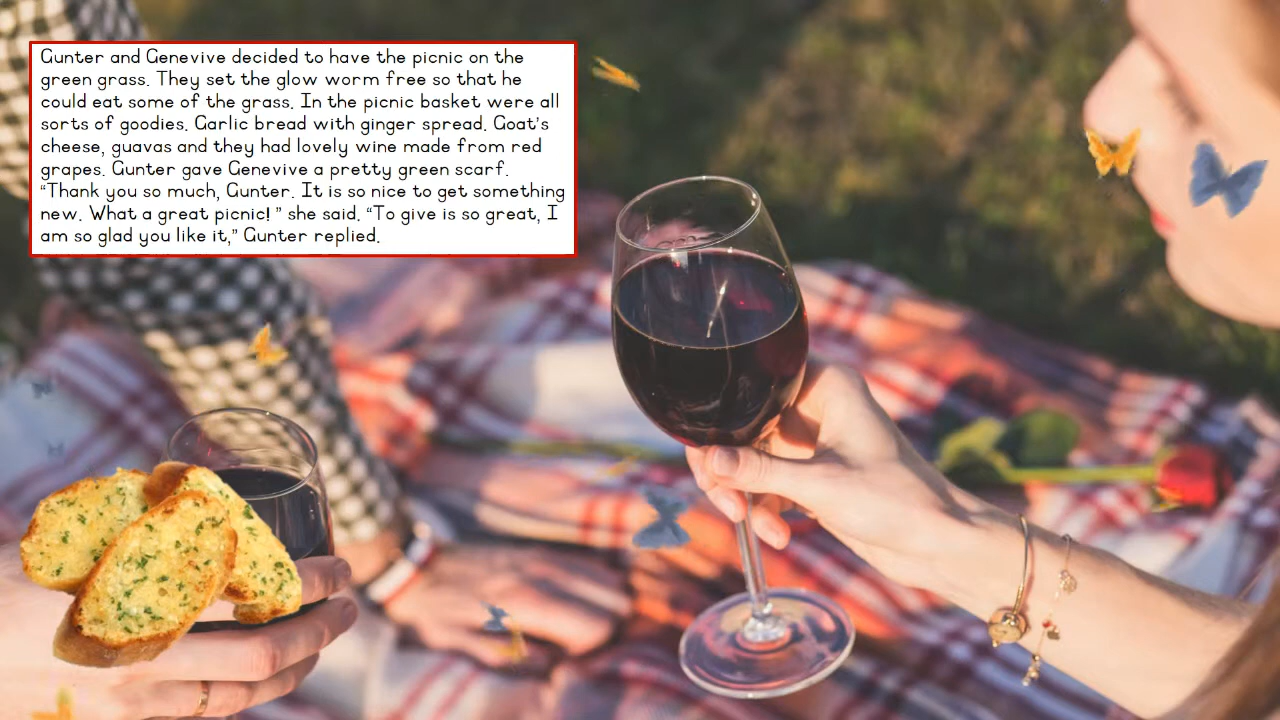 Gunter and Genevive decided to have the picnic on the
green grass. They set the glow worm free so that he
could eat some of the grass. In the picnic basket were all
sorts of goodies. Garlic bread with ginger spread. Goat's
cheese, guavas and they had lovely wine made from red
grapes. Gunter gave Genevive a pretty green scarf.
“Thank you so much, Gunter. It is so nice to get something
new. What a great picnic! ” she said. “To give is so great, I
am so glad you like it,” Gunter replied.